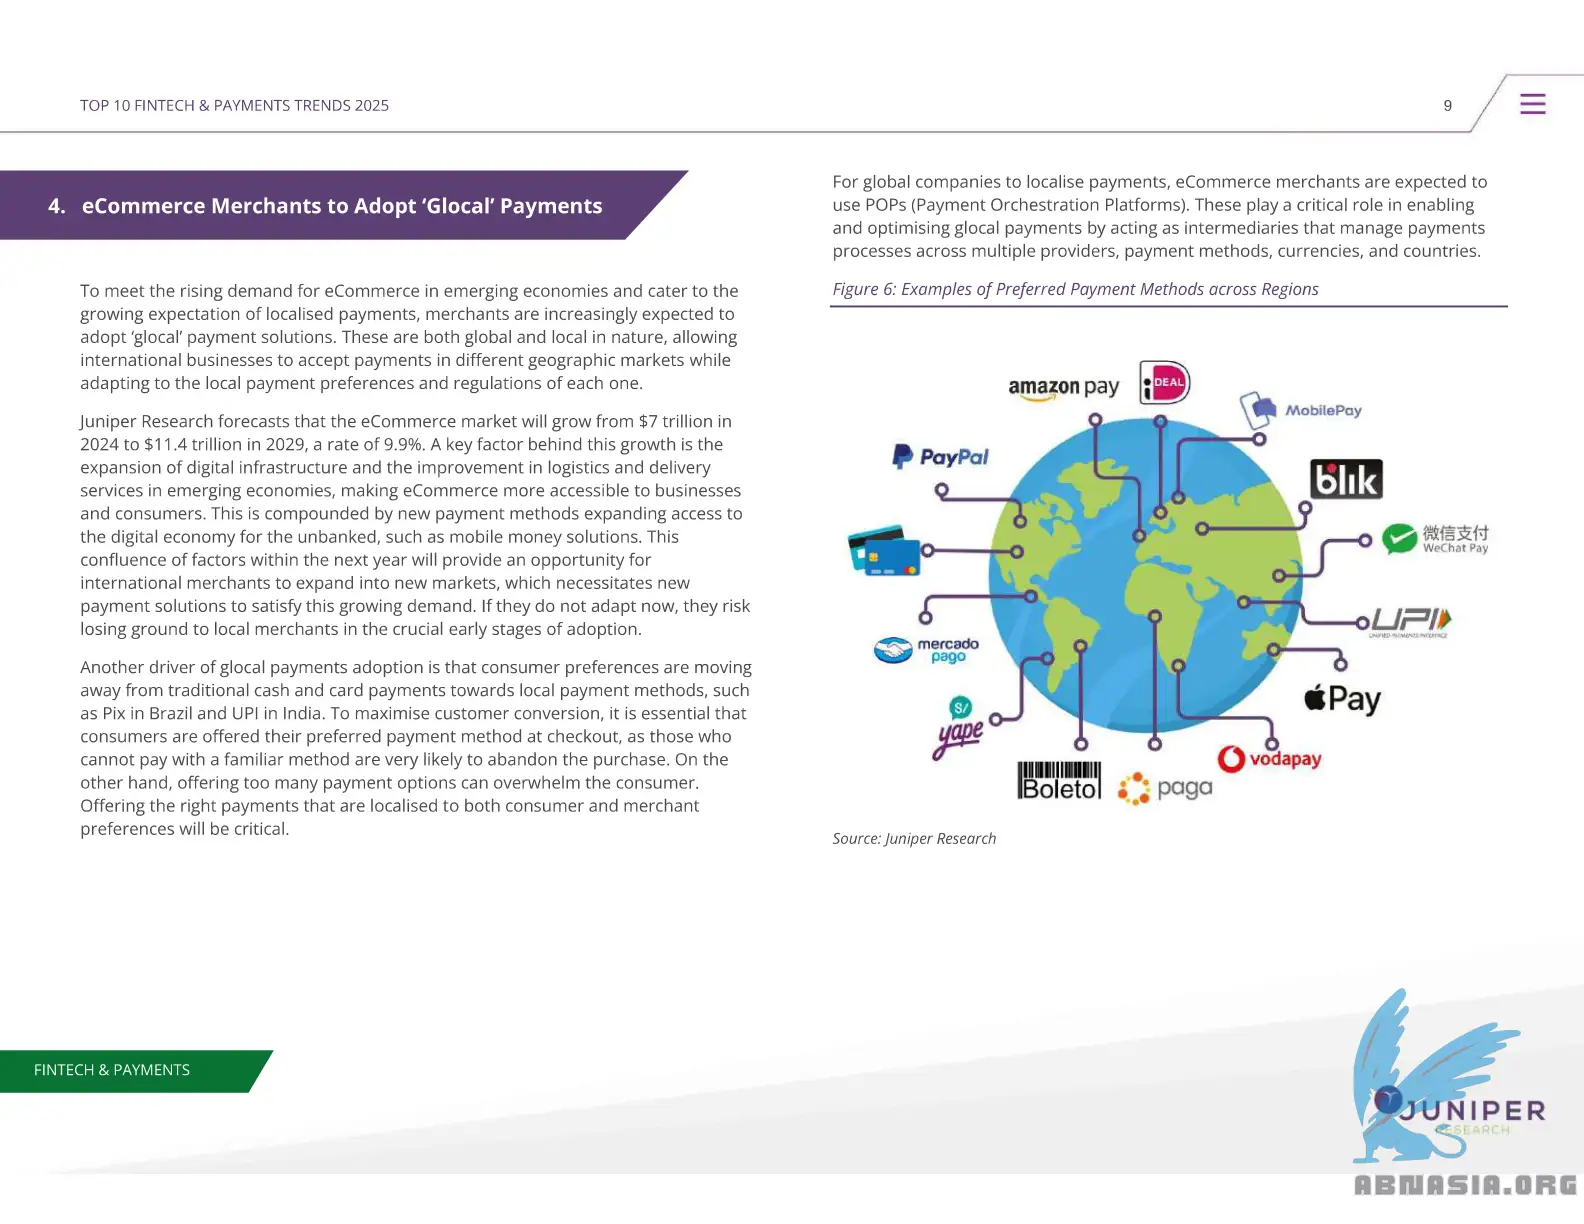 TOP 10 FINTECH & PAYMENTS TRENDS 2025
9
4. eCommerce Merchants to Adopt ‘Glocal’ Payments
To meet the rising demand for eCommerce in emerging economies and cater to the
growing expectation of localised payments, merchants are increasingly expected to
adopt ‘glocal’ payment solutions. These are both global and local in nature, allowing
international businesses to accept payments in different geographic markets while
adapting to the local payment preferences and regulations of each one.
Juniper Research forecasts that the eCommerce market will grow from $7 trillion in
2024 to $11.4 trillion in 2029, a rate of 9.9%. A key factor behind this growth is the
expansion of digital infrastructure and the improvement in logistics and delivery
services in emerging economies, making eCommerce more accessible to businesses
and consumers. This is compounded by new payment methods expanding access to
the digital economy for the unbanked, such as mobile money solutions. This
confluence of factors within the next year will provide an opportunity for
international merchants to expand into new markets, which necessitates new
payment solutions to satisfy this growing demand. If they do not adapt now, they risk
losing ground to local merchants in the crucial early stages of adoption.
Another driver of glocal payments adoption is that consumer preferences are moving
away from traditional cash and card payments towards local payment methods, such
as Pix in Brazil and UPI in India. To maximise customer conversion, it is essential that
consumers are offered their preferred payment method at checkout, as those who
cannot pay with a familiar method are very likely to abandon the purchase. On the
other hand, offering too many payment options can overwhelm the consumer.
Offering the right payments that are localised to both consumer and merchant
preferences will be critical.
For global companies to localise payments, eCommerce merchants are expected to
use POPs (Payment Orchestration Platforms). These play a critical role in enabling
and optimising glocal payments by acting as intermediaries that manage payments
processes across multiple providers, payment methods, currencies, and countries.
Figure 6: Examples of Preferred Payment Methods across Regions
amazon pay
iDEAL
MobilePay
PayPal
blik
微信支付
WeChat Pay
UPI
UNIFIED PAYMENTS INTERFACE
mercado
pago
Pay
S/
yape
vodapay
Boleto
paga
Source: Juniper Research
FINTECH & PAYMENTS
JUNIPER
RESEARCH
ABNASIA.ORG